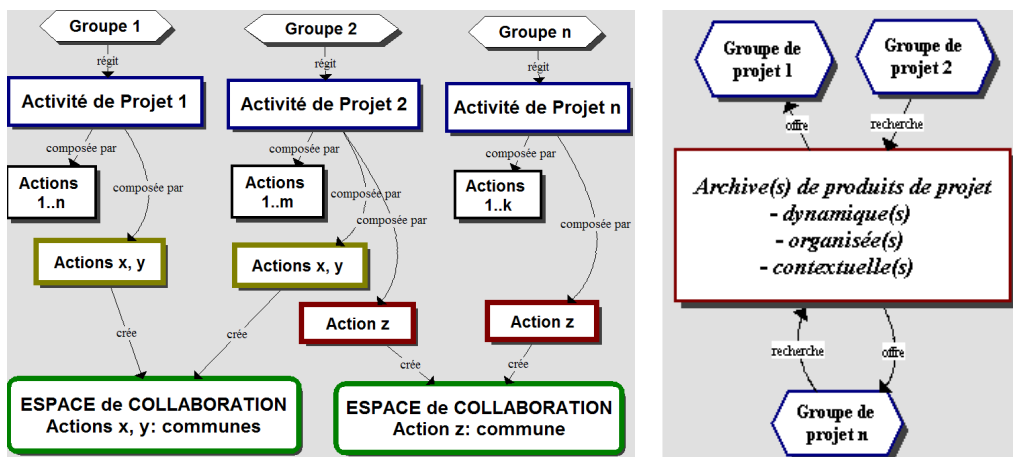 Groupe 1
Groupe 2
Groupe n
régit
régit
régit
Activité de Projet 1
Activité de Projet 2
Activité de Projet n
composée par
composée par
composée par
Actions
1..n
Actions
1..m
Actions
1..k
composée par
composée par
composée par
composée par
Actions x, y
Actions x, y
Action z
Action z
crée
crée
crée
crée
ESPACE de COLLABORATION
Actions x, y: communes
ESPACE de COLLABORATION
Action z: commune
Groupe de
projet 1
Groupe de
projet 2
offre
recherche
Archive(s) de produits de projet
- dynamique(s)
- organisée(s)
- contextuelle(s)
recherche
offre
Groupe de
projet n